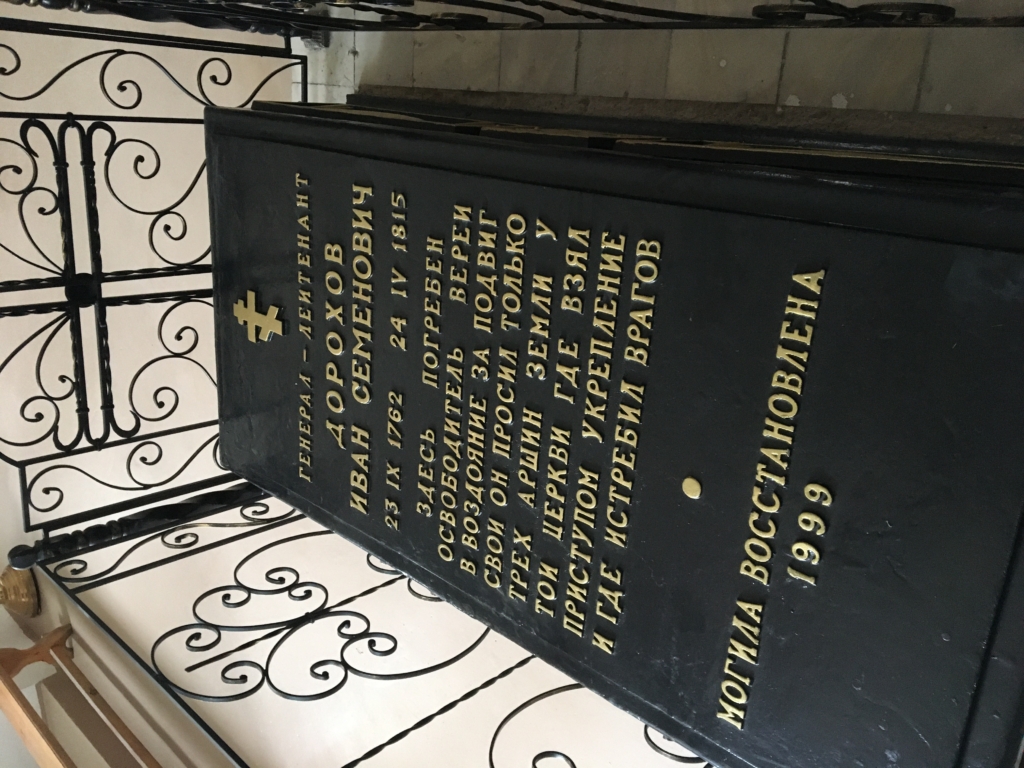 ГЕНЕРАЛ - ЛЕЙТЕНАНТ
ДОРОХОВ
ИВАН СЕМЕНОВИЧ
23 IX 1762 24 IV 1815
ЗДЕСЬ ПОГРЕБЕН
ОСВОБОДИТЕЛЬ ВЕРЕИ
В ВОЗДОЯНИЕ ЗА ПОДВИГ
СВОЙ ОН ПРОСИЛ ТОЛЬКО
ТРЕХ АРШИН ЗЕМЛИ У
ТОЙ ЦЕРКВИ ГДЕ ВЗЯЛ
ПРИСТУПОМ УКРЕПЛЕНИЕ
И ГДЕ ИСТРЕБИЛ ВРАГОВ
МОГИЛА ВОССТАНОВЛЕНА
1999